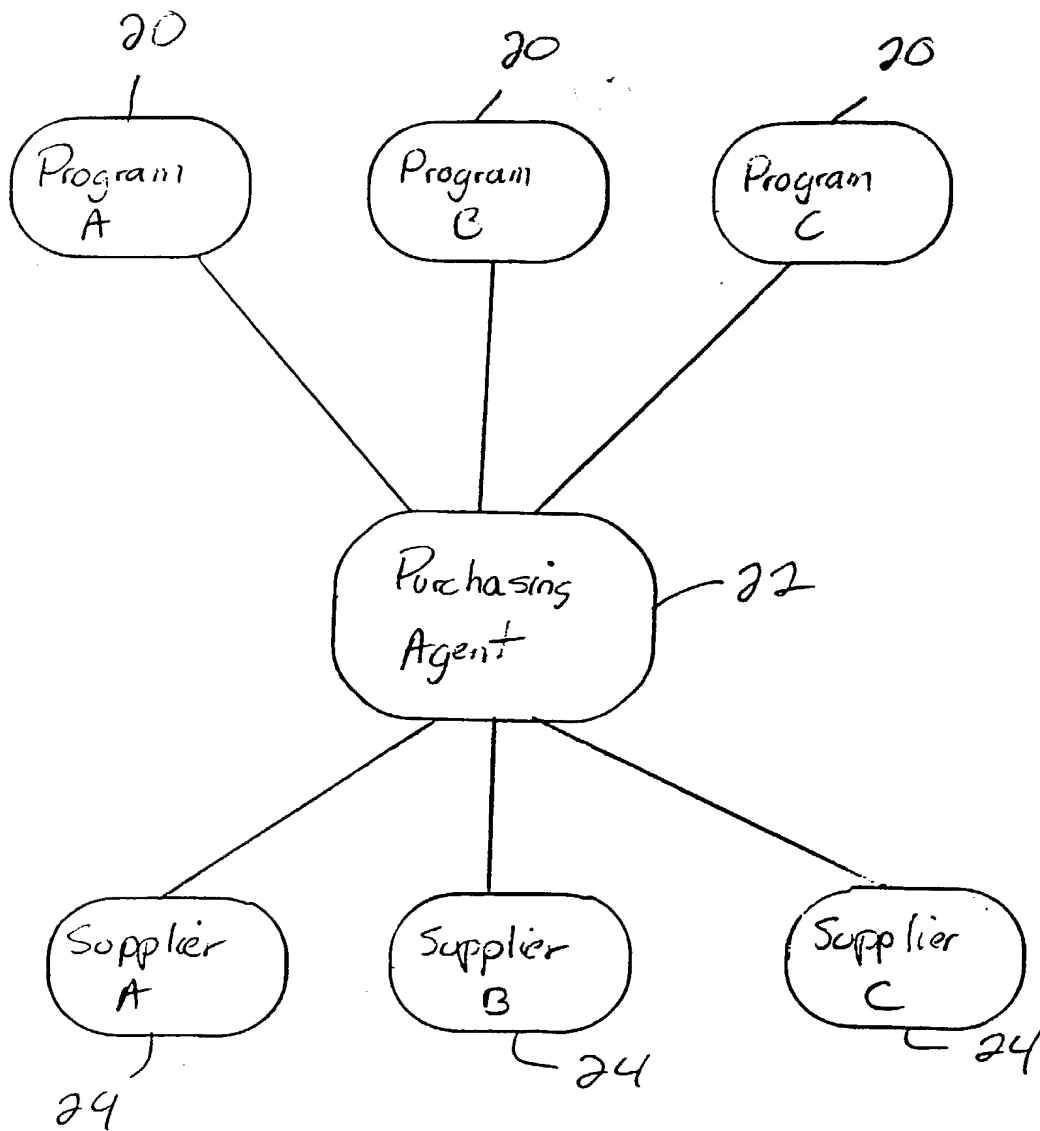 20
20
20
Program
A
Program
B
Program
C
Purchasing
Agent
22
Supplier
A
Supplier
B
Supplier
C
24
24
24